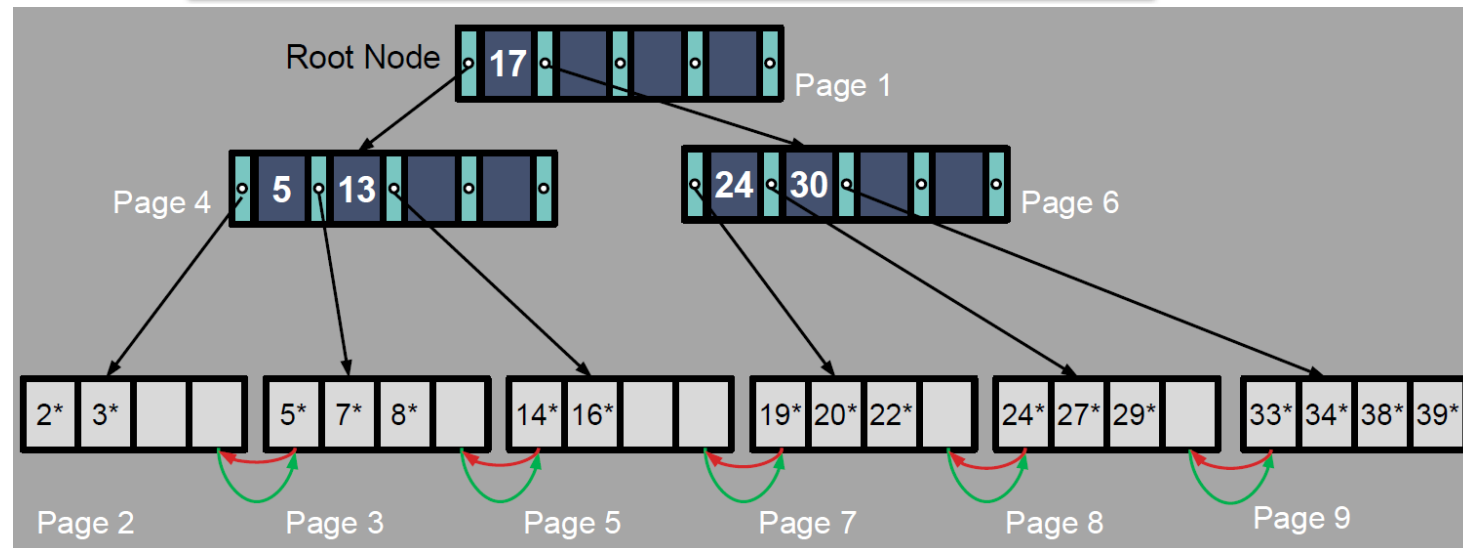 Root Node 17 Page 1
Page 4 5 13
24 30 Page 6
2* 3* 5* 7* 8* 14* 16* 19* 20* 22* 24* 27* 29* 33* 34* 38* 39*
Page 2 Page 3 Page 5 Page 7 Page 8 Page 9